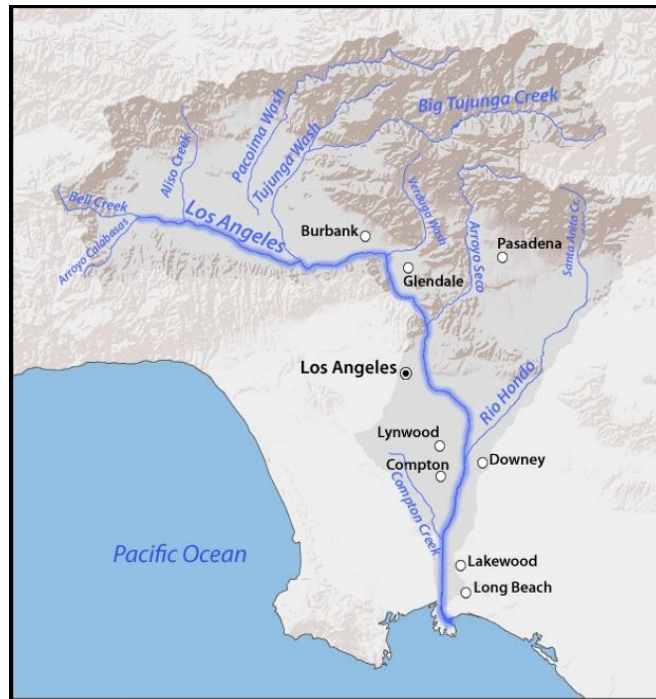 Big Tujunga Creek
Pacoima Wash
Tujunga Wash
Aliso Creek
Verdugo Wash
Bell Creek
Los Angeles
Arroyo Calabasas
Burbank
Arroyo Seco
Pasadena
Santa Anita Cr.
Glendale
Los Angeles
Rio Hondo
Lynwood
Compton
Downey
Compton Creek
Pacific Ocean
Lakewood
Long Beach